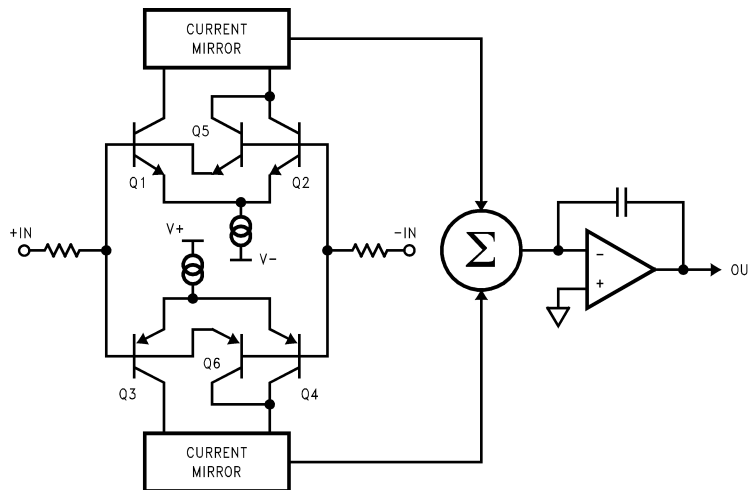 CURRENT
MIRROR
Q5
Q1
Q2
+IN
V+
V-
-IN
Σ
-
+
OU
Q6
Q3
Q4
CURRENT
MIRROR